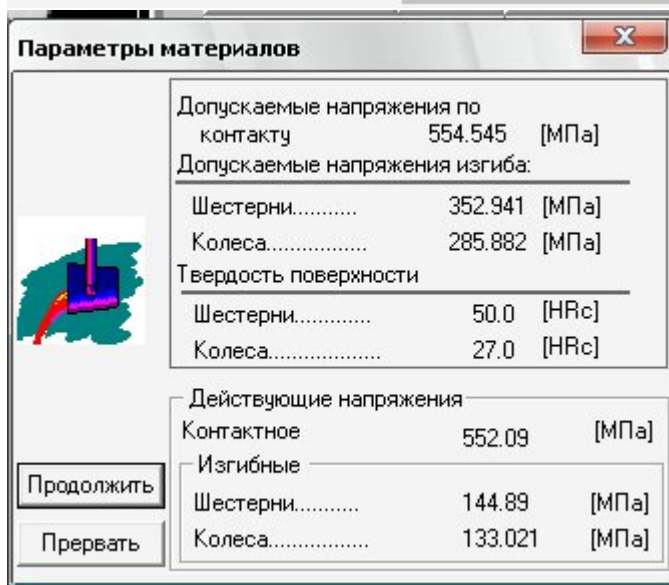 Параметры материалов
Допускаемые напряжения по
контакту 554.545 [МПа]
Допускаемые напряжения изгиба:
Шестерни........... 352.941 [МПа]
Колеса................. 285.882 [МПа]
Твердость поверхности
Шестерни............. 50.0 [HRc]
Колеса................... 27.0 [HRc]
Действующие напряжения
Контактное 552.09 [МПа]
Изгибные
Шестерни........... 144.89 [МПа]
Колеса................. 133.021 [МПа]
Продолжить
Прервать